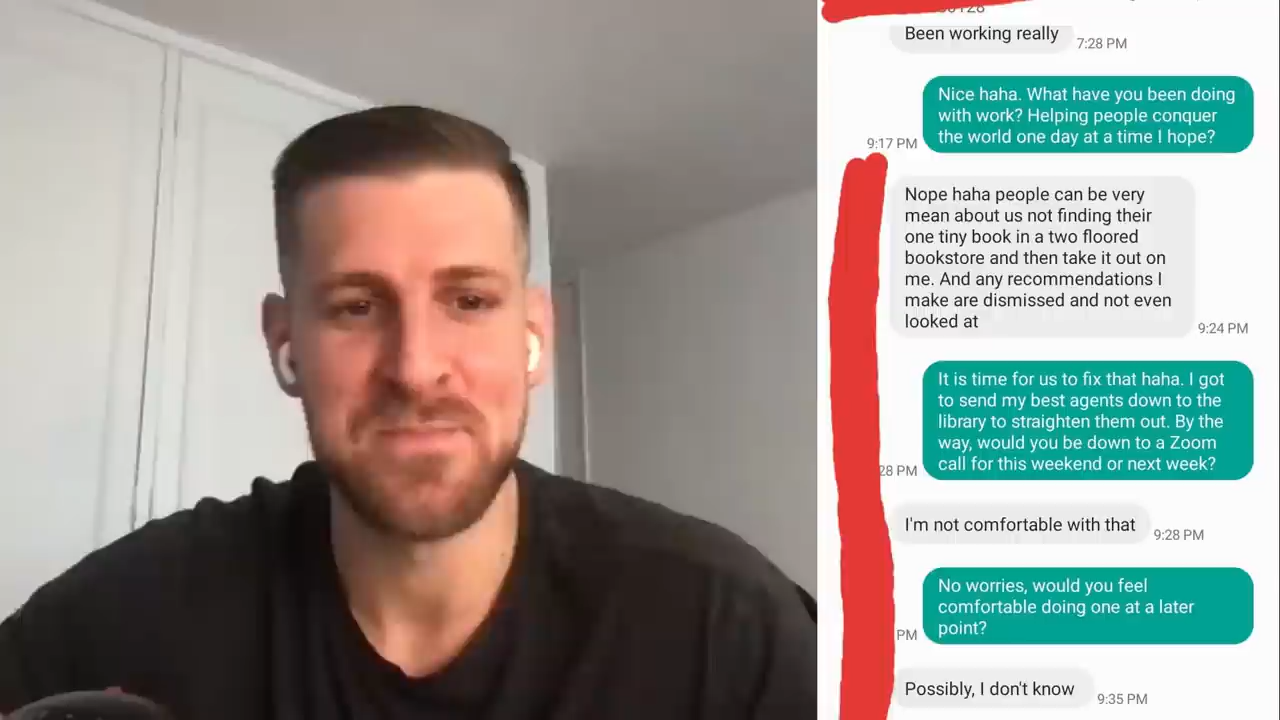 Been working really
7:28 PM
Nice haha. What have you been doing
with work? Helping people conquer
the world one day at a time I hope?
9:17 PM
Nope haha people can be very
mean about us not finding their
one tiny book in a two floored
bookstore and then take it out on
me. And any recommendations I
make are dismissed and not even
looked at
9:24 PM
It is time for us to fix that haha. I got
to send my best agents down to the
library to straighten them out. By the
way, would you be down to a Zoom
call for this weekend or next week?
28 PM
I'm not comfortable with that
9:28 PM
No worries, would you feel
comfortable doing one at a later
point?
PM
Possibly, I don't know
9:35 PM